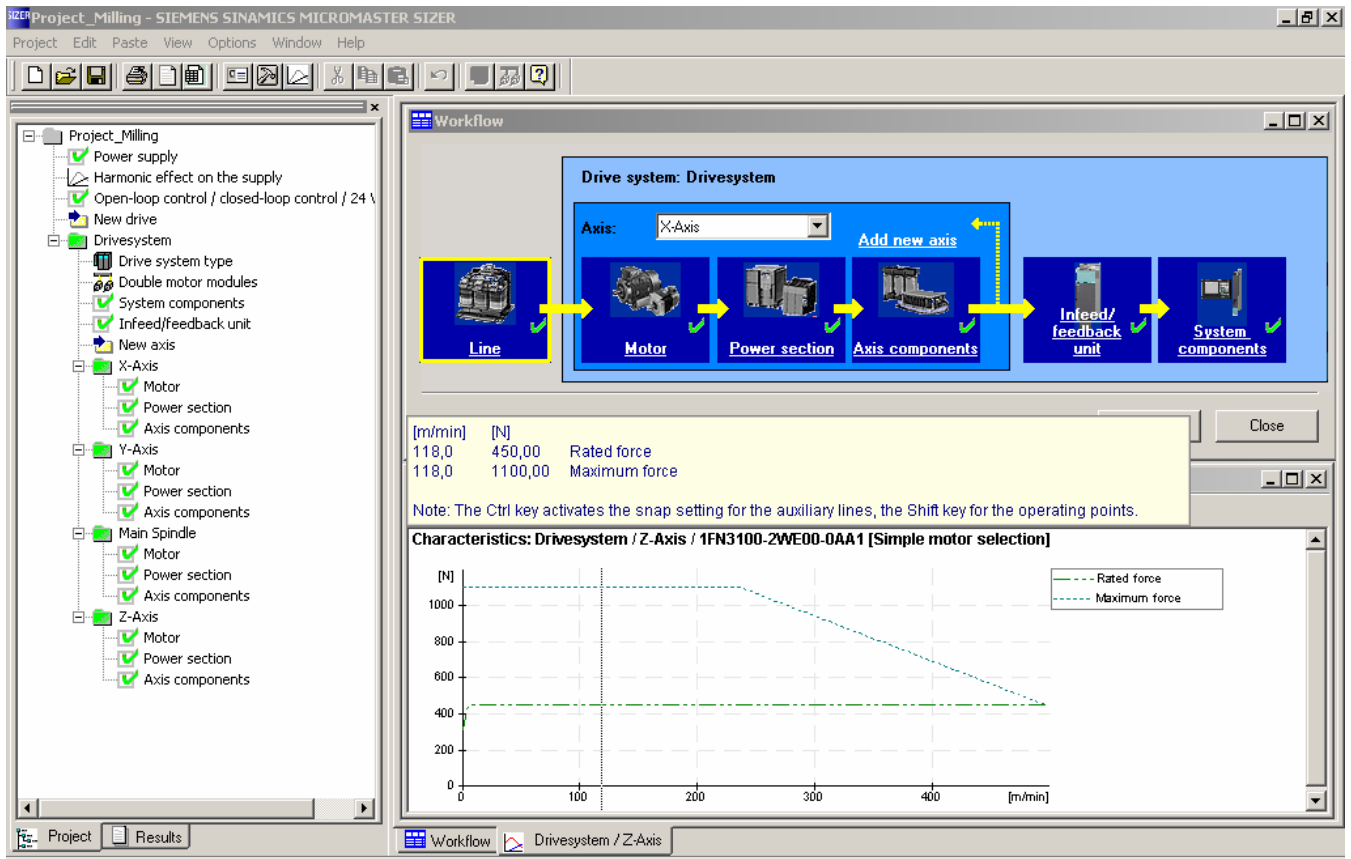 SIZER Project_Milling - SIEMENS SINAMICS MICROMASTER SIZER
Project Edit Paste View Options Window Help
Project_Milling
Power supply
Harmonic effect on the supply
Open-loop control / closed-loop control / 24 V
New drive
Drivesystem
Drive system type
Double motor modules
System components
Infeed/feedback unit
New axis
X-Axis
Motor
Power section
Axis components
Y-Axis
Motor
Power section
Axis components
Main Spindle
Motor
Power section
Axis components
Z-Axis
Motor
Power section
Axis components
Project Results
Workflow
Drive system: Drivesystem
Axis: X-Axis
Add new axis
Line
Motor
Power section
Axis components
Infeed/
feedback
unit
System
components
Close
[m/min] [N]
118,0 450,00 Rated force
118,0 1100,00 Maximum force
Note: The Ctrl key activates the snap setting for the auxiliary lines, the Shift key for the operating points.
Characteristics: Drivesystem / Z-Axis / 1FN3100-2WE00-0AA1 [Simple motor selection]
[N]
1000
800
600
400
200
0
0 100 200 300 400 [m/min]
Rated force
Maximum force
Workflow Drivesystem / Z-Axis